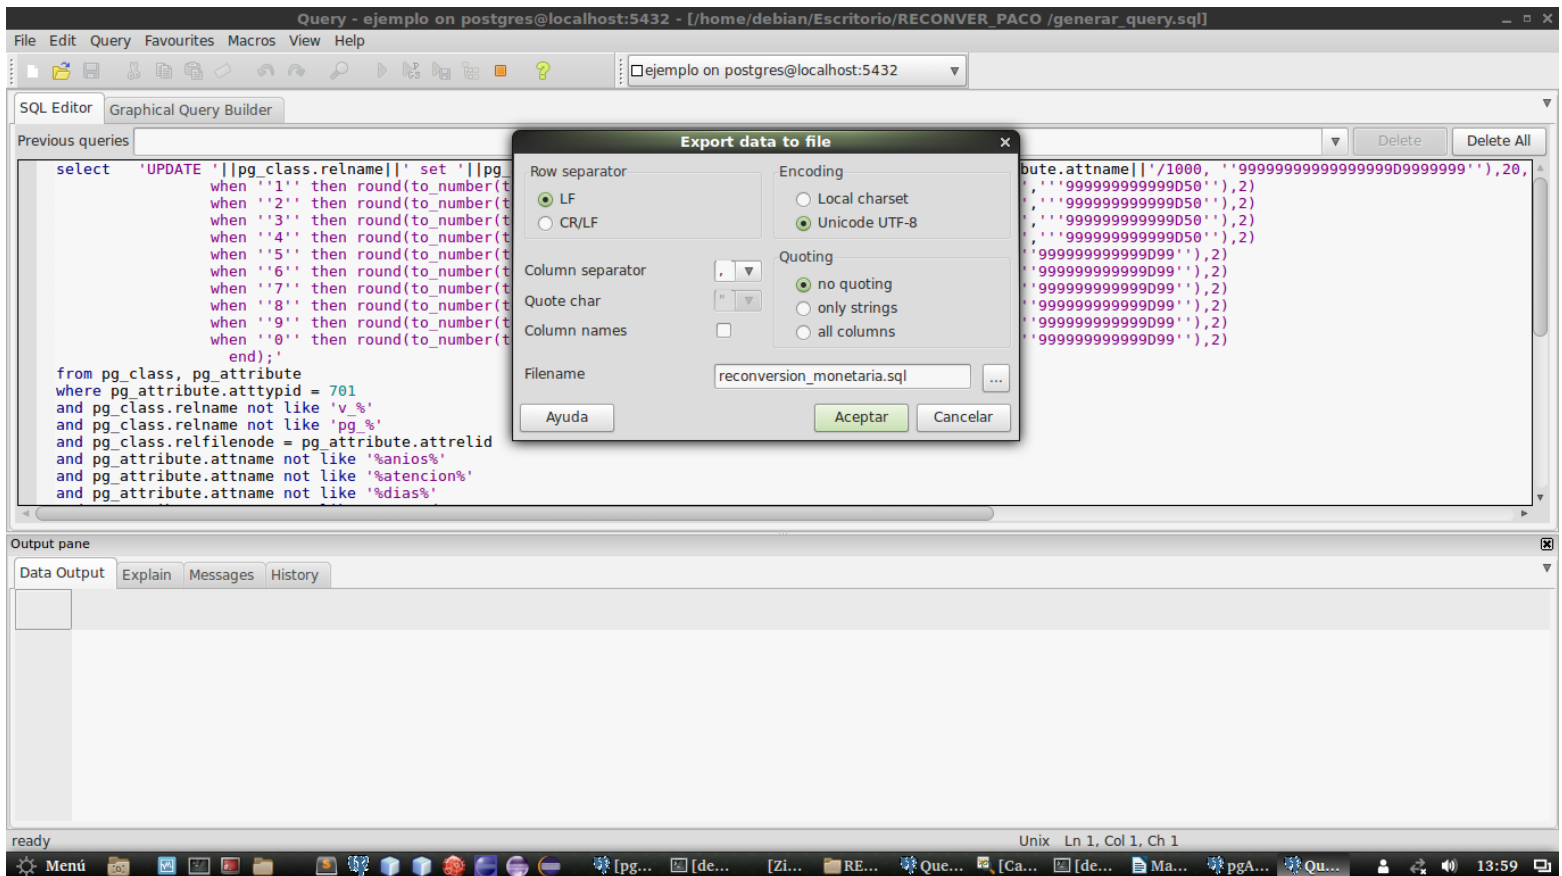 Query - ejemplo on postgres@localhost:5432 - [/home/debian/Escritorio/RECONVER_PACO /generar_query.sql]
File Edit Query Favourites Macros View Help
ejemplo on postgres@localhost:5432
SQL Editor Graphical Query Builder
Previous queries Delete Delete All
select 'UPDATE '||pg_class.relname||' set '||pg_ bute.attname||'/1000, ''99999999999999999D9999999''),20,
when ''1'' then round(to_number(t ,'''999999999999D50''),2)
when ''2'' then round(to_number(t ,'''999999999999D50''),2)
when ''3'' then round(to_number(t ,'''999999999999D50''),2)
when ''4'' then round(to_number(t ,'''999999999999D50''),2)
when ''5'' then round(to_number(t ''999999999999D99''),2)
when ''6'' then round(to_number(t ''999999999999D99''),2)
when ''7'' then round(to_number(t ''999999999999D99''),2)
when ''8'' then round(to_number(t ''999999999999D99''),2)
when ''9'' then round(to_number(t ''999999999999D99''),2)
when ''0'' then round(to_number(t ''999999999999D99''),2)
end);'
from pg_class, pg_attribute
where pg_attribute.atttypid = 701
and pg_class.relname not like 'v_%'
and pg_class.relname not like 'pg_%'
and pg_class.relfilenode = pg_attribute.attrelid
and pg_attribute.attname not like '%anios%'
and pg_attribute.attname not like '%atencion%'
and pg_attribute.attname not like '%dias%'
Export data to file
Row separator
LF
CR/LF
Encoding
Local charset
Unicode UTF-8
Column separator ,
Quote char "
Column names
Quoting
no quoting
only strings
all columns
Filename reconversion_monetaria.sql ...
Ayuda Aceptar Cancelar
Output pane
Data Output Explain Messages History
ready Unix Ln 1, Col 1, Ch 1
Menú [pg... [de... [Zi... RE... Que... [Ca... [de... Ma... pgA... Qu... 13:59